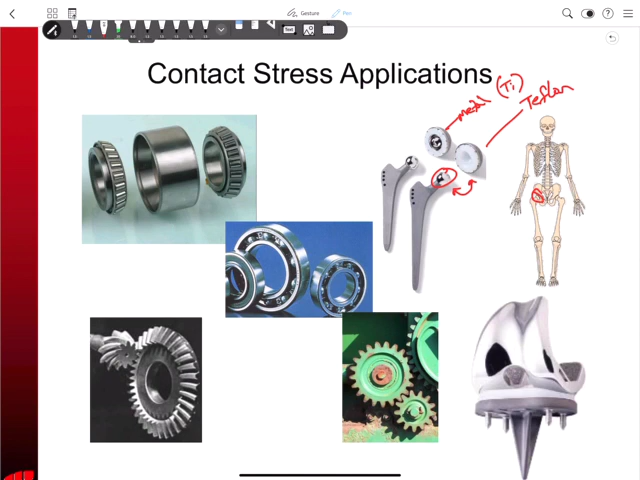 Gesture
Pen
Text
Contact Stress Applications
metal (Ti)
Teflon